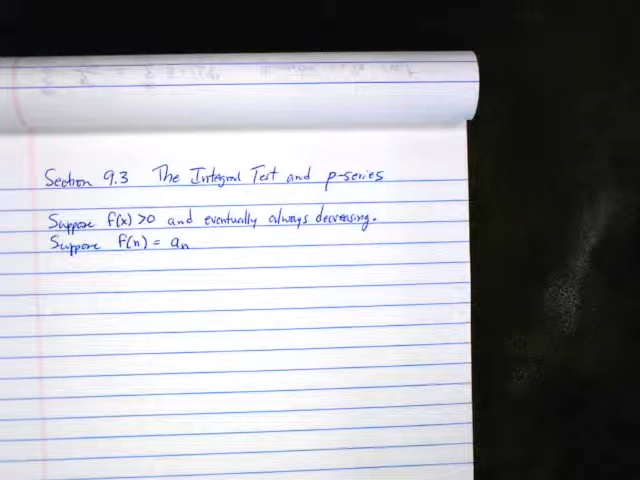 Section 9.3 The Integral Test and p-series
Suppose f(x) >0 and eventually always decreasing.
Suppose f(n) = aₙ